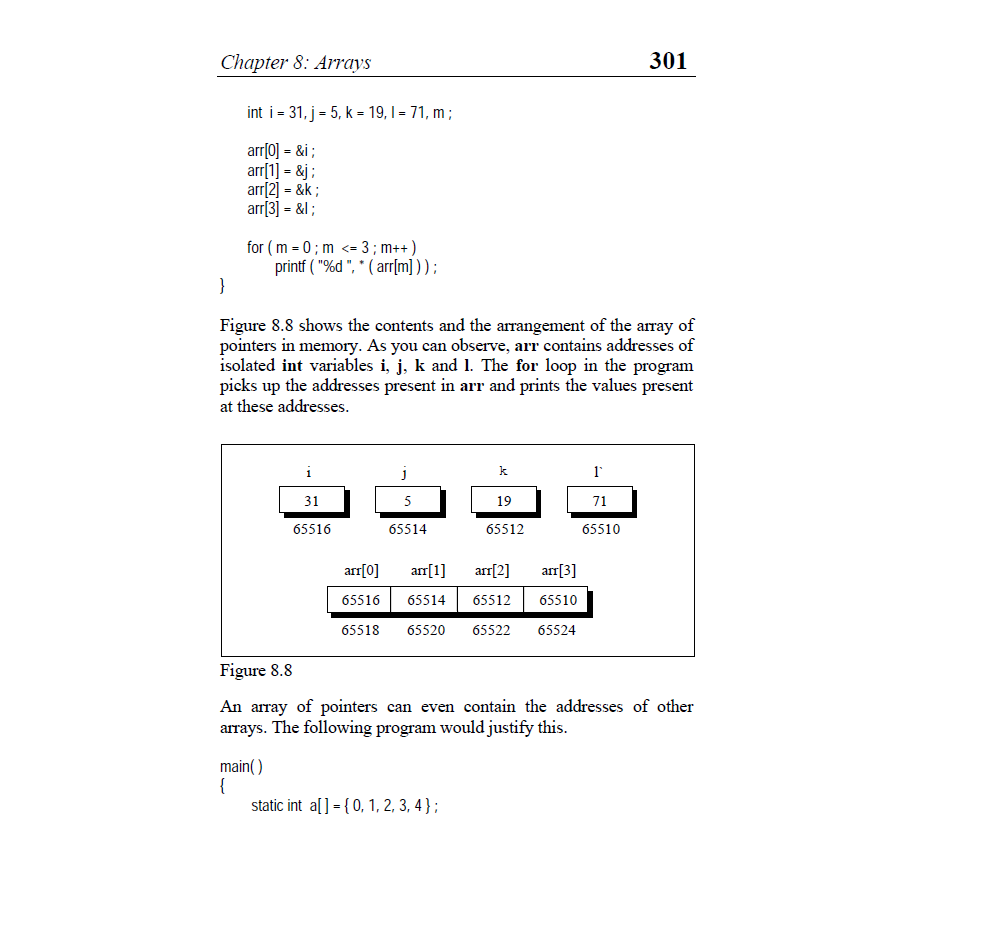 Chapter 8: Arrays 301
int i = 31, j = 5, k = 19, l = 71, m ;
arr[0] = &i ;
arr[1] = &j ;
arr[2] = &k ;
arr[3] = &l ;
for ( m = 0 ; m <= 3 ; m++ )
printf ( "%d ", * ( arr[m] ) ) ;
}
Figure 8.8 shows the contents and the arrangement of the array of
pointers in memory. As you can observe, arr contains addresses of
isolated int variables i, j, k and l. The for loop in the program
picks up the addresses present in arr and prints the values present
at these addresses.
i j k l`
31 5 19 71
65516 65514 65512 65510
arr[0] arr[1] arr[2] arr[3]
65516 65514 65512 65510
65518 65520 65522 65524
Figure 8.8
An array of pointers can even contain the addresses of other
arrays. The following program would justify this.
main( )
{
static int a[ ] = { 0, 1, 2, 3, 4 } ;